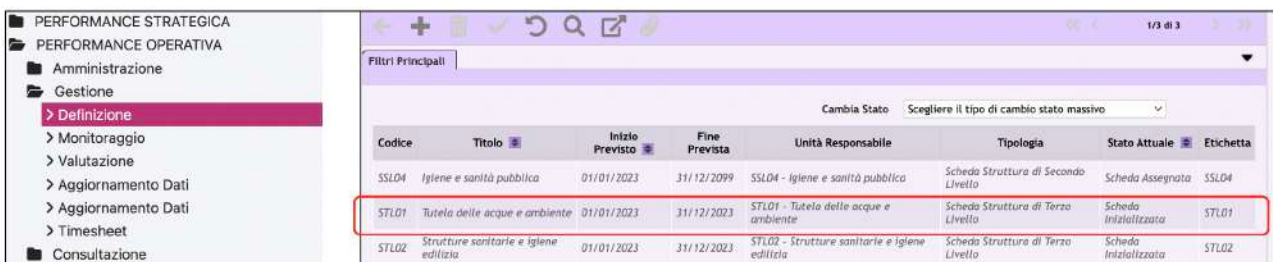 PERFORMANCE STRATEGICA
PERFORMANCE OPERATIVA
Amministrazione
Gestione
> Definizione
> Monitoraggio
> Valutazione
> Aggiornamento Dati
> Aggiornamento Dati
> Timesheet
Consultazione
1/3 di 3
Filtri Principali
Cambia Stato Scegliere il tipo di cambio stato massivo
Codice Titolo Inizio Previsto Fine Prevista Unità Responsabile Tipologia Stato Attuale Etichetta
SSL04 Igiene e sanità pubblica 01/01/2023 31/12/2099 SSL04 - Igiene e sanità pubblica Scheda Struttura di Secondo Livello Scheda Assegnata SSL04
STL01 Tutela delle acque e ambiente 01/01/2023 31/12/2023 STL01 - Tutela delle acque e ambiente Scheda Struttura di Terzo Livello Scheda Inizializzata STL01
STL02 Strutture sanitarie e igiene edilizia 01/01/2023 31/12/2023 STL02 - Strutture sanitarie e igiene edilizia Scheda Struttura di Terzo Livello Scheda Inizializzata STL02